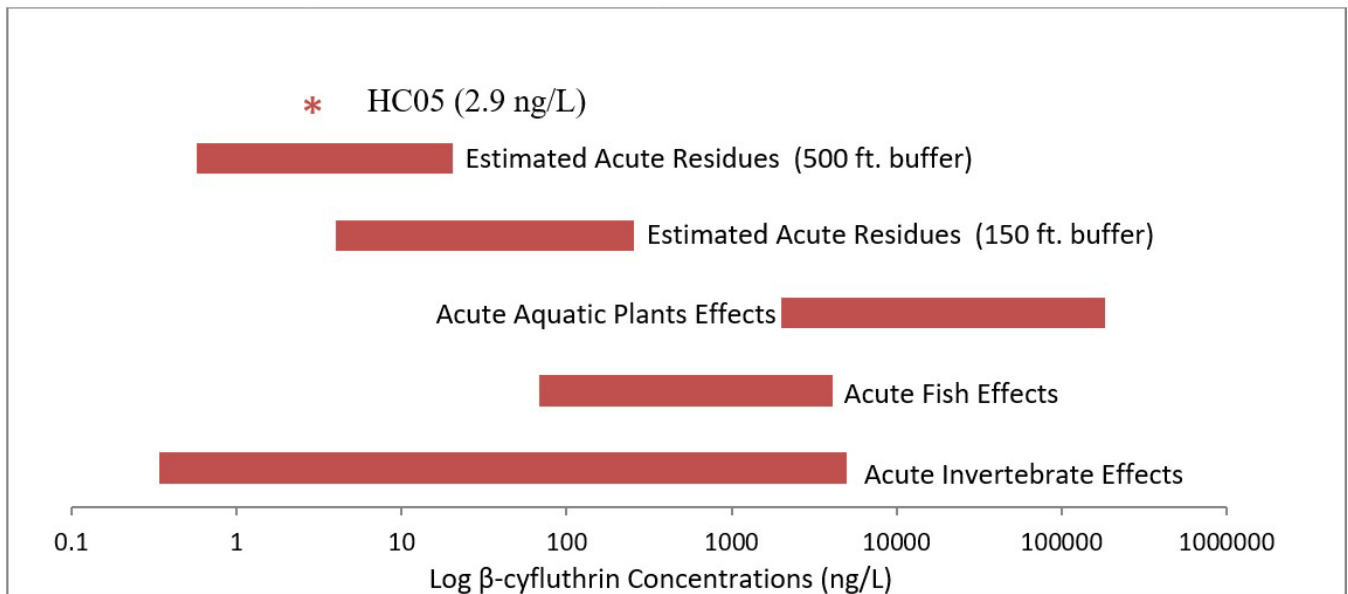 * HC05 (2.9 ng/L)
Estimated Acute Residues (500 ft. buffer)
Estimated Acute Residues (150 ft. buffer)
Acute Aquatic Plants Effects
Acute Fish Effects
Acute Invertebrate Effects
0.1 1 10 100 1000 10000 100000 1000000
Log β-cyfluthrin Concentrations (ng/L)